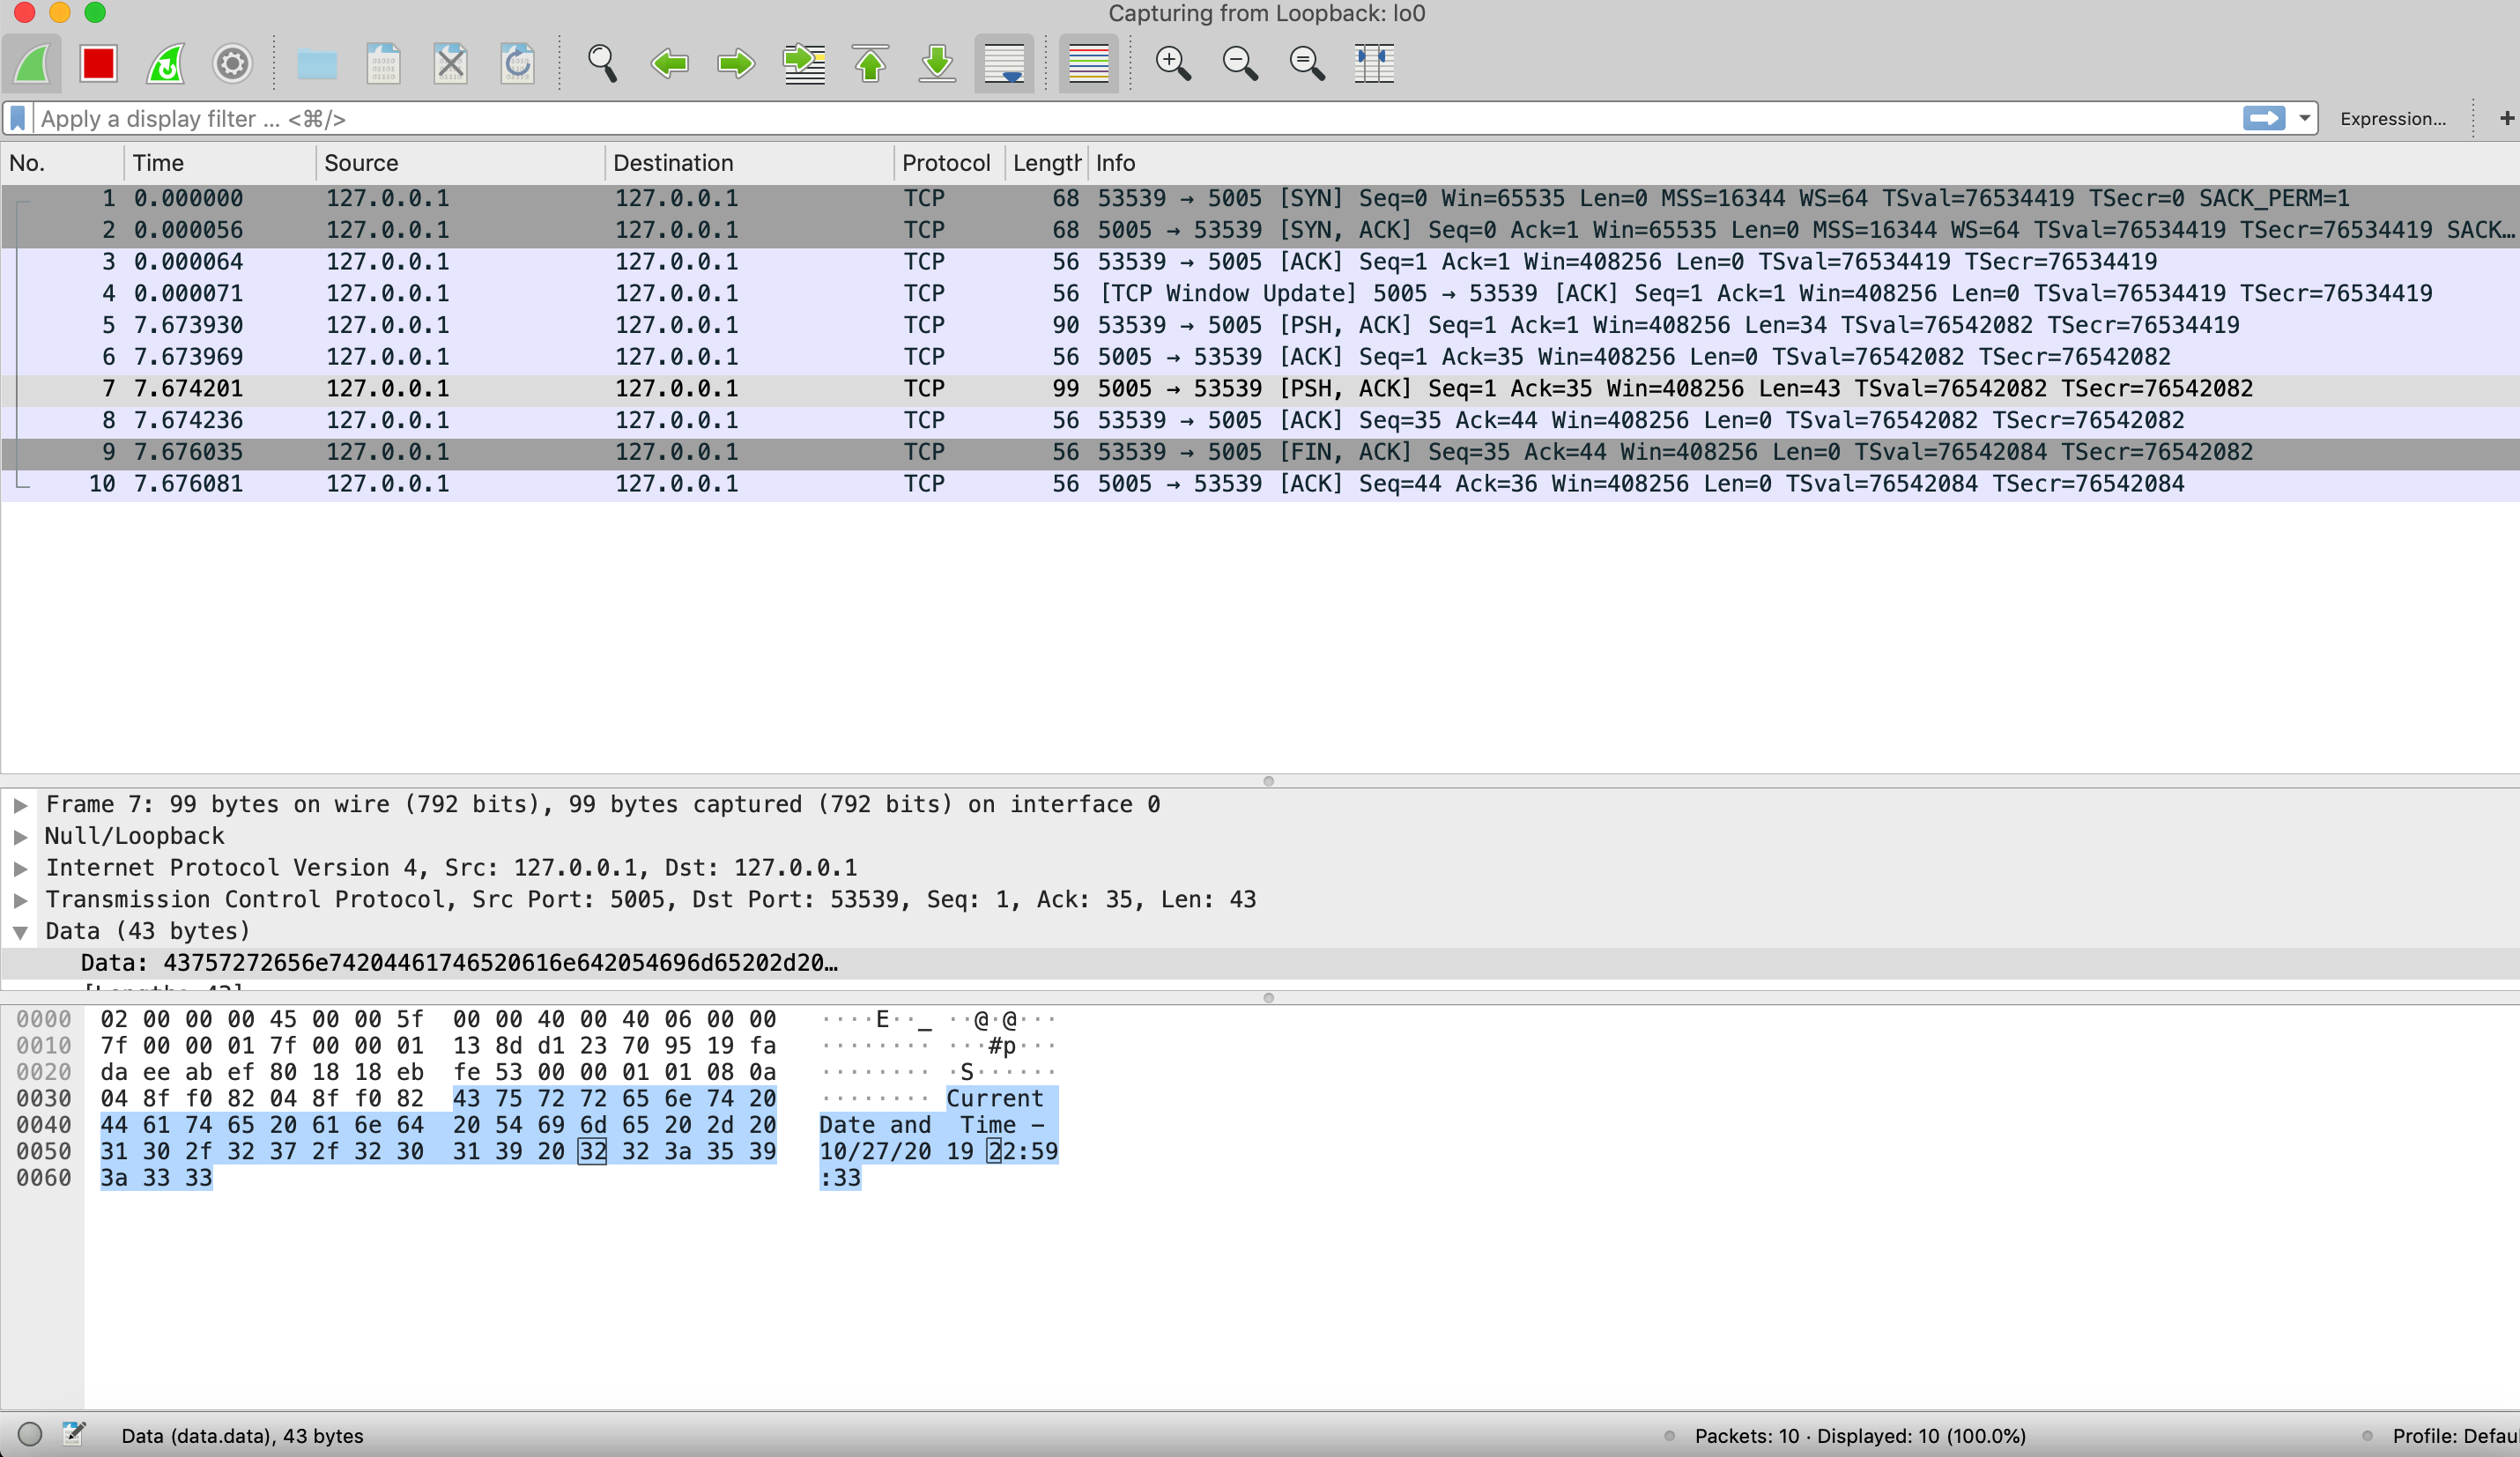 Capturing from Loopback: lo0
Apply a display filter ... <⌘/>
Expression...
+
No. Time Source Destination Protocol Length Info
1 0.000000 127.0.0.1 127.0.0.1 TCP 68 53539 → 5005 [SYN] Seq=0 Win=65535 Len=0 MSS=16344 WS=64 TSval=76534419 TSecr=0 SACK_PERM=1
2 0.000056 127.0.0.1 127.0.0.1 TCP 68 5005 → 53539 [SYN, ACK] Seq=0 Ack=1 Win=65535 Len=0 MSS=16344 WS=64 TSval=76534419 TSecr=76534419 SACK…
3 0.000064 127.0.0.1 127.0.0.1 TCP 56 53539 → 5005 [ACK] Seq=1 Ack=1 Win=408256 Len=0 TSval=76534419 TSecr=76534419
4 0.000071 127.0.0.1 127.0.0.1 TCP 56 [TCP Window Update] 5005 → 53539 [ACK] Seq=1 Ack=1 Win=408256 Len=0 TSval=76534419 TSecr=76534419
5 7.673930 127.0.0.1 127.0.0.1 TCP 90 53539 → 5005 [PSH, ACK] Seq=1 Ack=1 Win=408256 Len=34 TSval=76542082 TSecr=76534419
6 7.673969 127.0.0.1 127.0.0.1 TCP 56 5005 → 53539 [ACK] Seq=1 Ack=35 Win=408256 Len=0 TSval=76542082 TSecr=76542082
7 7.674201 127.0.0.1 127.0.0.1 TCP 99 5005 → 53539 [PSH, ACK] Seq=1 Ack=35 Win=408256 Len=43 TSval=76542082 TSecr=76542082
8 7.674236 127.0.0.1 127.0.0.1 TCP 56 53539 → 5005 [ACK] Seq=35 Ack=44 Win=408256 Len=0 TSval=76542082 TSecr=76542082
9 7.676035 127.0.0.1 127.0.0.1 TCP 56 53539 → 5005 [FIN, ACK] Seq=35 Ack=44 Win=408256 Len=0 TSval=76542084 TSecr=76542082
10 7.676081 127.0.0.1 127.0.0.1 TCP 56 5005 → 53539 [ACK] Seq=44 Ack=36 Win=408256 Len=0 TSval=76542084 TSecr=76542084
Frame 7: 99 bytes on wire (792 bits), 99 bytes captured (792 bits) on interface 0
Null/Loopback
Internet Protocol Version 4, Src: 127.0.0.1, Dst: 127.0.0.1
Transmission Control Protocol, Src Port: 5005, Dst Port: 53539, Seq: 1, Ack: 35, Len: 43
Data (43 bytes)
Data: 43757272656e74204461746520616e642054696d65202d20…
0000 02 00 00 00 45 00 00 5f 00 00 40 00 40 06 00 00 ····E··_ ··@·@···
0010 7f 00 00 01 7f 00 00 01 13 8d d1 23 70 95 19 fa ········ ···#p···
0020 da ee ab ef 80 18 18 eb fe 53 00 00 01 01 08 0a ········ ·S······
0030 04 8f f0 82 04 8f f0 82 43 75 72 72 65 6e 74 20 ········ Current
0040 44 61 74 65 20 61 6e 64 20 54 69 6d 65 20 2d 20 Date and Time -
0050 31 30 2f 32 37 2f 32 30 31 39 20 32 32 3a 35 39 10/27/20 19 22:59
0060 3a 33 33 :33
Data (data.data), 43 bytes
Packets: 10 · Displayed: 10 (100.0%)
Profile: Defau